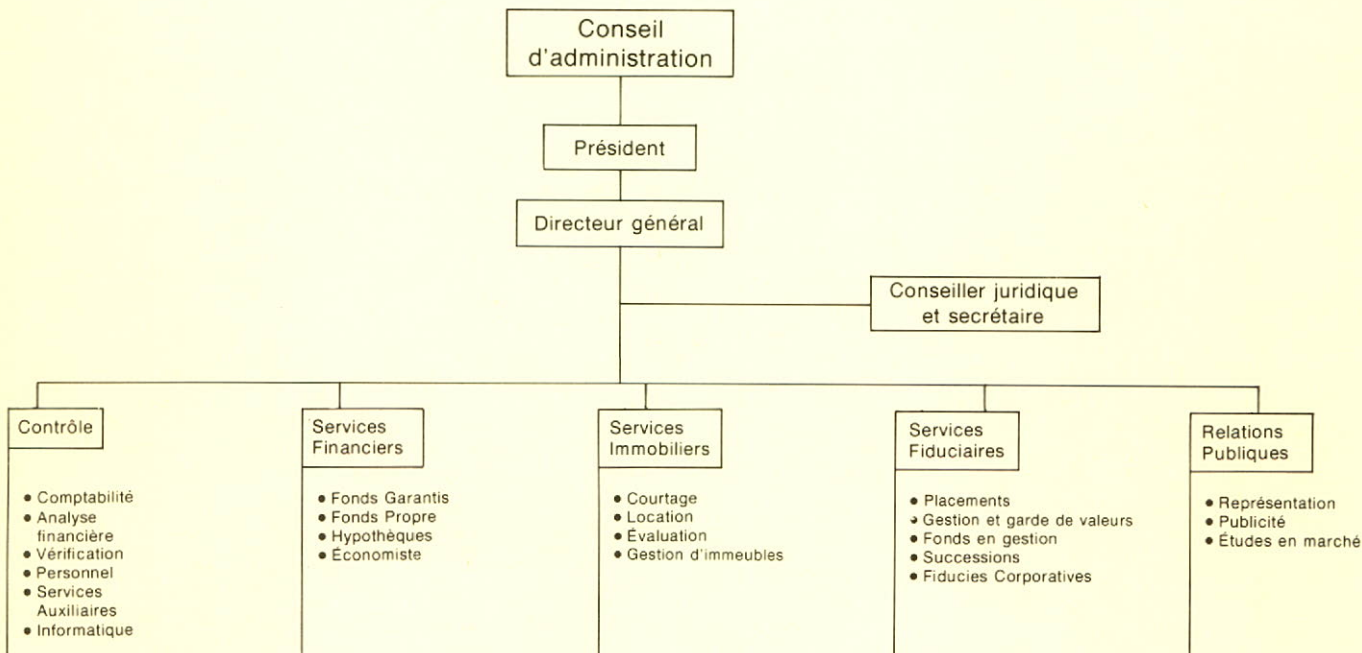 Conseil
d'administration
Président
Directeur général
Conseiller juridique
et secrétaire
Contrôle
• Comptabilité
• Analyse
financière
• Vérification
• Personnel
• Services
Auxiliaires
• Informatique
Services
Financiers
• Fonds Garantis
• Fonds Propre
• Hypothèques
• Économiste
Services
Immobiliers
• Courtage
• Location
• Évaluation
• Gestion d'immeubles
Services
Fiduciaires
• Placements
• Gestion et garde de valeurs
• Fonds en gestion
• Successions
• Fiducies Corporatives
Relations
Publiques
• Représentation
• Publicité
• Études en marché